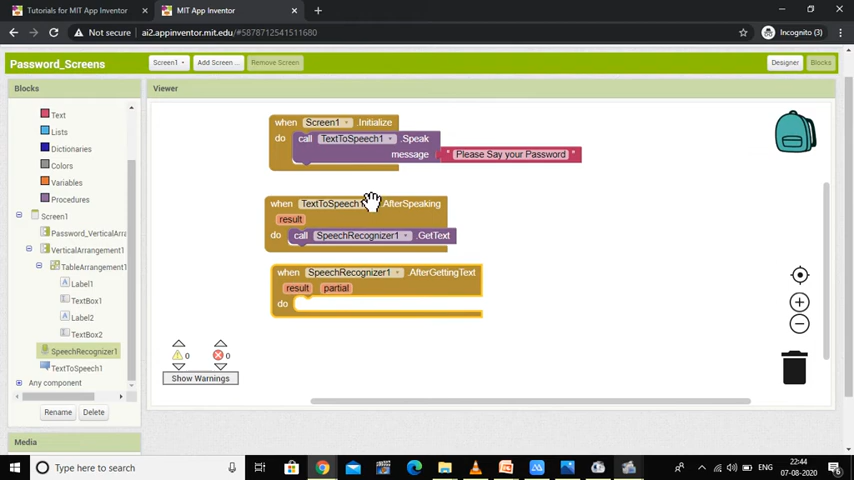 Tutorials for MIT App Inventor
MIT App Inventor
Not secure
ai2.appinventor.mit.edu/#5878712541511680
Incognito (3)
Password_Screens
Screen1
Add Screen ...
Remove Screen
Designer
Blocks
Blocks
Viewer
Text
Lists
Dictionaries
Colors
Variables
Procedures
Screen1
Password_VerticalArra
VerticalArrangement1
TableArrangement1
Label1
TextBox1
Label2
TextBox2
SpeechRecognizer1
TextToSpeech1
Any component
Rename
Delete
Media
when Screen1 .Initialize
do call TextToSpeech1 .Speak
message " Please Say your Password "
when TextToSpeech1 .AfterSpeaking
result
do call SpeechRecognizer1 .GetText
when SpeechRecognizer1 .AfterGettingText
result partial
do
0 0
Show Warnings
Type here to search
ENG
22:44
07-08-2020